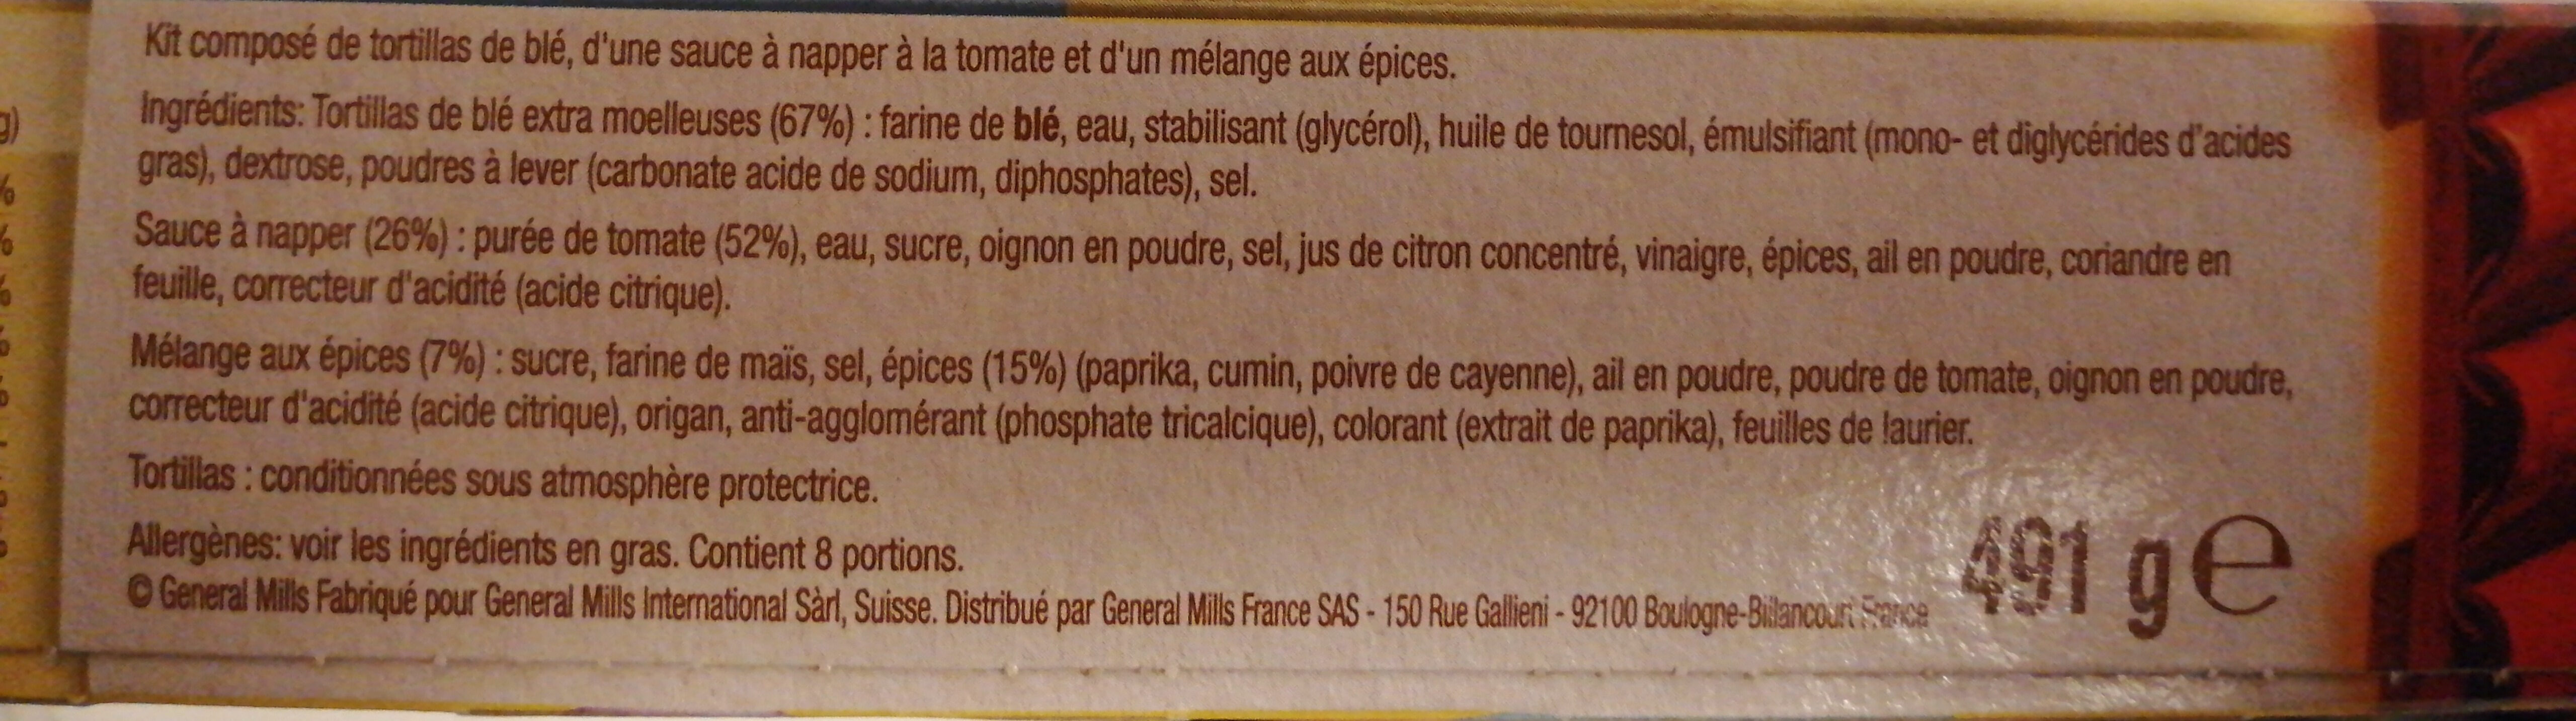 Kit composé de tortillas de blé, d'une sauce à napper à la tomate et d'un mélange aux épices.
Ingrédients: Tortillas de blé extra moelleuses (67%) : farine de blé, eau, stabilisant (glycérol), huile de tournesol, émulsifiant (mono- et diglycérides d'acides
gras), dextrose, poudres à lever (carbonate acide de sodium, diphosphates), sel.
Sauce à napper (26%) : purée de tomate (52%), eau, sucre, oignon en poudre, sel, jus de citron concentré, vinaigre, épices, ail en poudre, coriandre en
feuille, correcteur d'acidité (acide citrique).
Mélange aux épices (7%) : sucre, farine de maïs, sel, épices (15%) (paprika, cumin, poivre de cayenne), ail en poudre, poudre de tomate, oignon en poudre,
correcteur d'acidité (acide citrique), origan, anti-agglomérant (phosphate tricalcique), colorant (extrait de paprika), feuilles de laurier.
Tortillas : conditionnées sous atmosphère protectrice.
Allergènes: voir les ingrédients en gras. Contient 8 portions.
© General Mills Fabriqué pour General Mills International Sàrl, Suisse. Distribué par General Mills France SAS - 150 Rue Gallieni - 92100 Boulogne-Billancourt France
491 g e